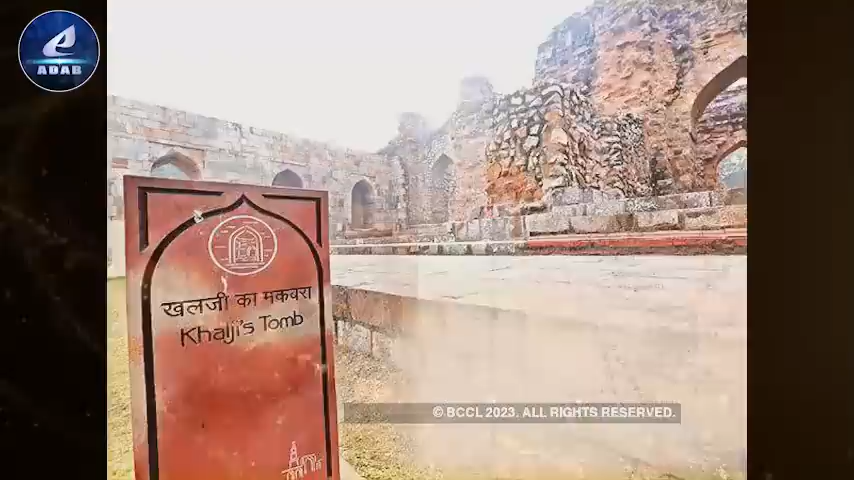 e
ADAB
खलजी का मकबरा
Khalji's Tomb
© BCCL 2023. ALL RIGHTS RESERVED.